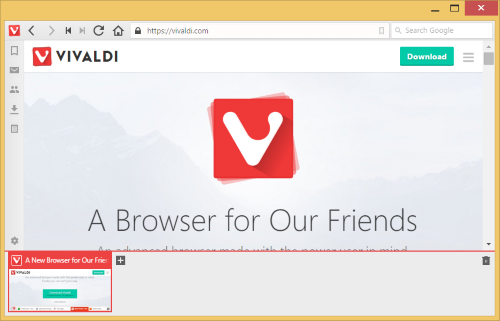 https://vivaldi.com
Search Google
VIVALDI
Download
A Browser for Our Friends
An advanced browser made with the power user in mind.
A New Browser for Our Frie
VIVALDI